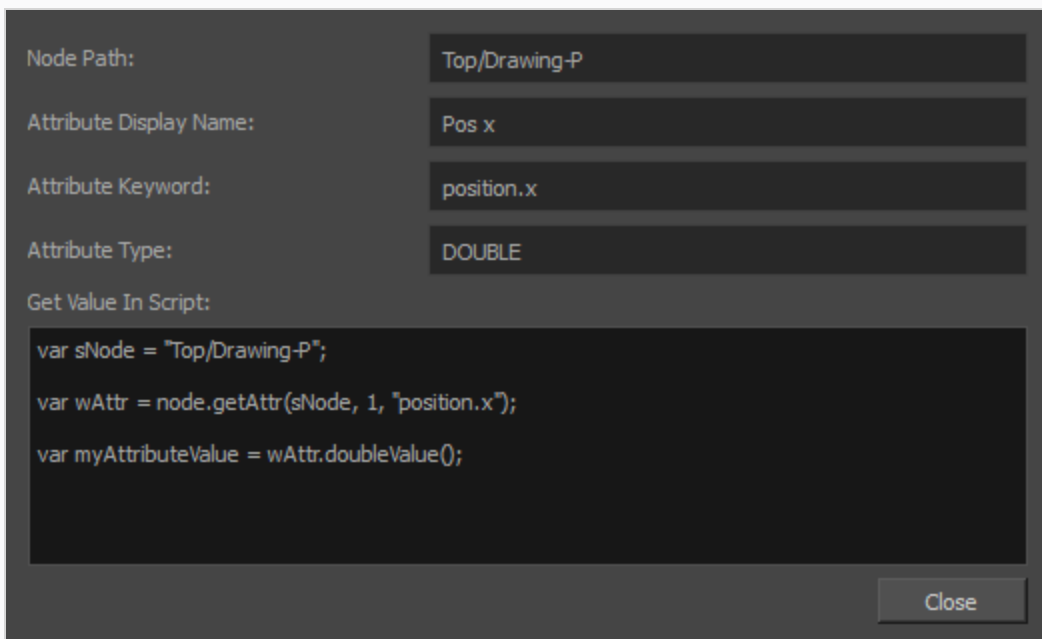 Node Path:
Top/Drawing-P
Attribute Display Name:
Pos x
Attribute Keyword:
position.x
Attribute Type:
DOUBLE
Get Value In Script:
var sNode = "Top/Drawing-P";
var wAttr = node.getAttr(sNode, 1, "position.x");
var myAttributeValue = wAttr.doubleValue();
Close